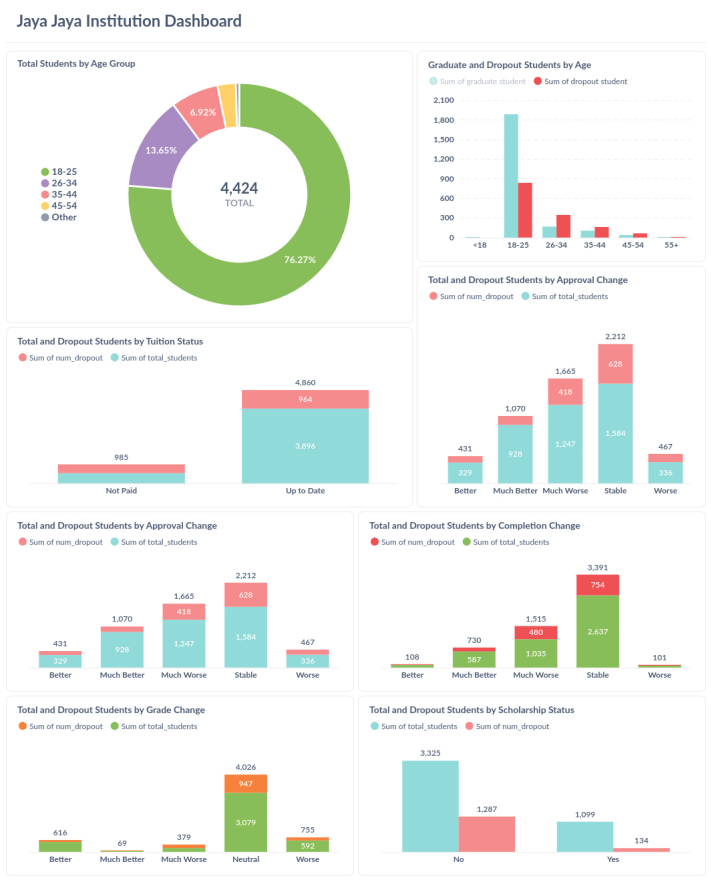 Jaya Jaya Institution Dashboard
Total Students by Age Group
18-25
26-34
35-44
45-54
Other
6.92%
13.65%
76.27%
4,424
TOTAL
Graduate and Dropout Students by Age
Sum of graduate student Sum of dropout student
2,100
1,800
1,500
1,200
900
600
300
0
<18 18-25 26-34 35-44 45-54 55+
Total and Dropout Students by Tuition Status
Sum of num_dropout Sum of total_students
985
4,860
964
3,896
Not Paid Up to Date
Total and Dropout Students by Approval Change
Sum of num_dropout Sum of total_students
431
329
1,070
928
1,665
418
1,247
2,212
628
1,584
467
336
Better Much Better Much Worse Stable Worse
Total and Dropout Students by Approval Change
Sum of num_dropout Sum of total_students
431
329
1,070
928
1,665
418
1,247
2,212
628
1,584
467
336
Better Much Better Much Worse Stable Worse
Total and Dropout Students by Completion Change
Sum of num_dropout Sum of total_students
108
730
587
1,515
480
1,035
3,391
754
2,637
101
Better Much Better Much Worse Stable Worse
Total and Dropout Students by Grade Change
Sum of num_dropout Sum of total_students
616
69
379
4,026
947
3,079
755
592
Better Much Better Much Worse Neutral Worse
Total and Dropout Students by Scholarship Status
Sum of total_students Sum of num_dropout
3,325
1,287
1,099
134
No Yes